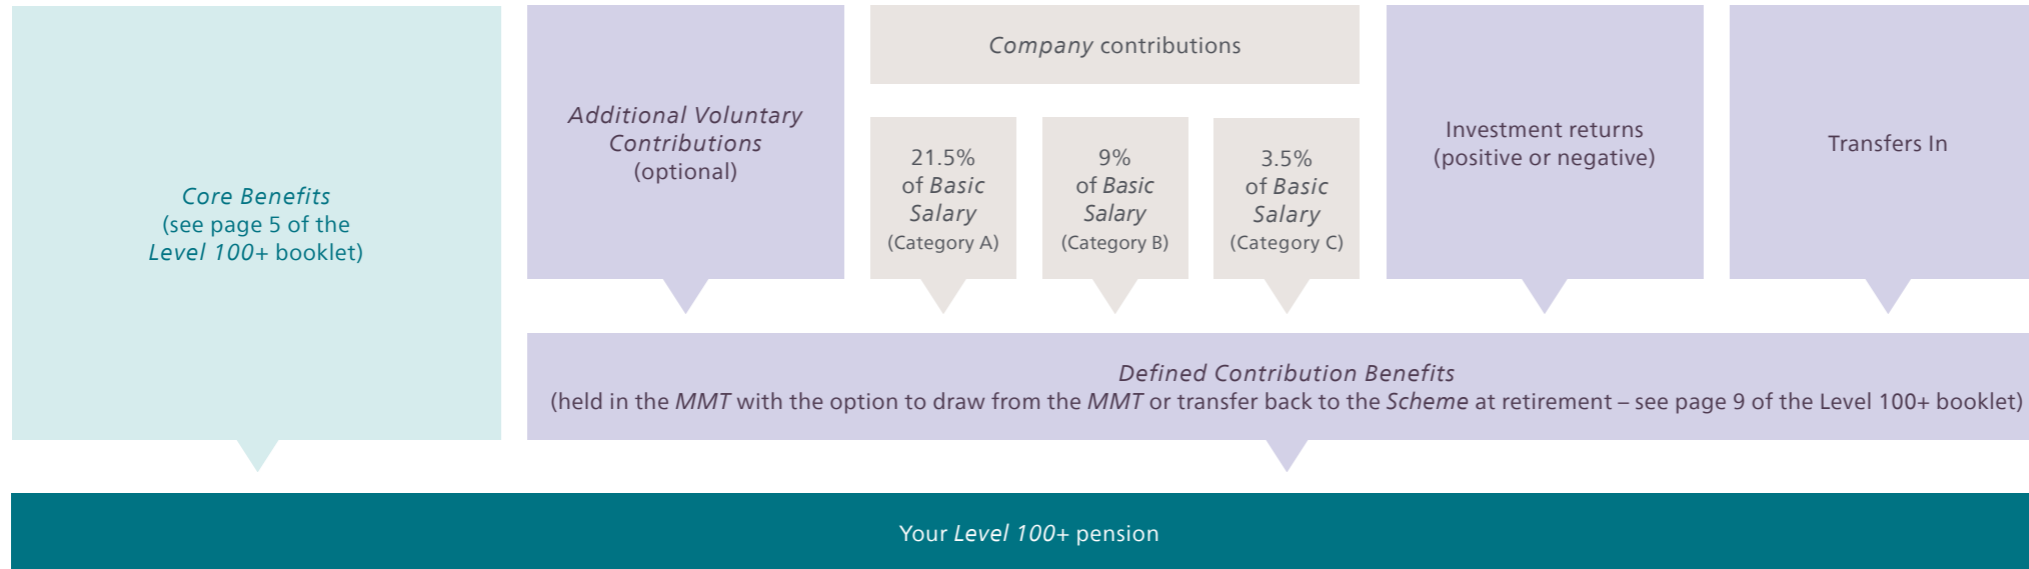 Core Benefits
(see page 5 of the
Level 100+ booklet)
Additional Voluntary
Contributions
(optional)
Company contributions
21.5%
of Basic
Salary
(Category A)
9%
of Basic
Salary
(Category B)
3.5%
of Basic
Salary
(Category C)
Investment returns
(positive or negative)
Transfers In
Defined Contribution Benefits
(held in the MMT with the option to draw from the MMT or transfer back to the Scheme at retirement – see page 9 of the Level 100+ booklet)
Your Level 100+ pension